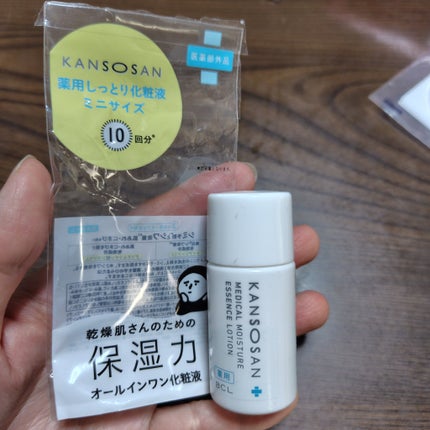 医薬部外品
KANSOSAN
薬用しっとり化粧液
ミニサイズ
10回分*
乾燥肌さんのための
保湿力
オールインワン化粧液
KANSOSAN
MEDICAL MOISTURE
ESSENCE LOTION
薬用
BCL